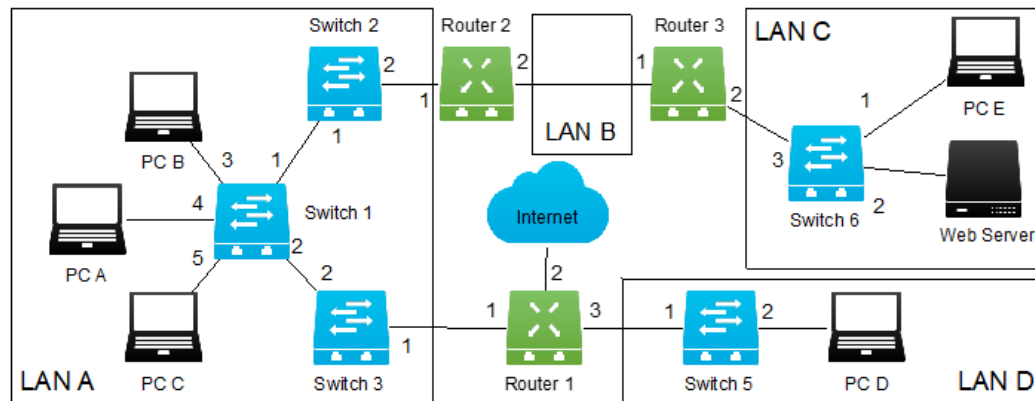 Switch 2
Router 2
Router 3
LAN C
2
1
2
1
2
1
PC E
PC B
1
LAN B
3
1
3
Switch 6
2
Web Server
4
Switch 1
Internet
PC A
5
2
2
2
1
1
3
1
2
PC C
LAN A
Switch 3
Router 1
Switch 5
PC D
LAN D